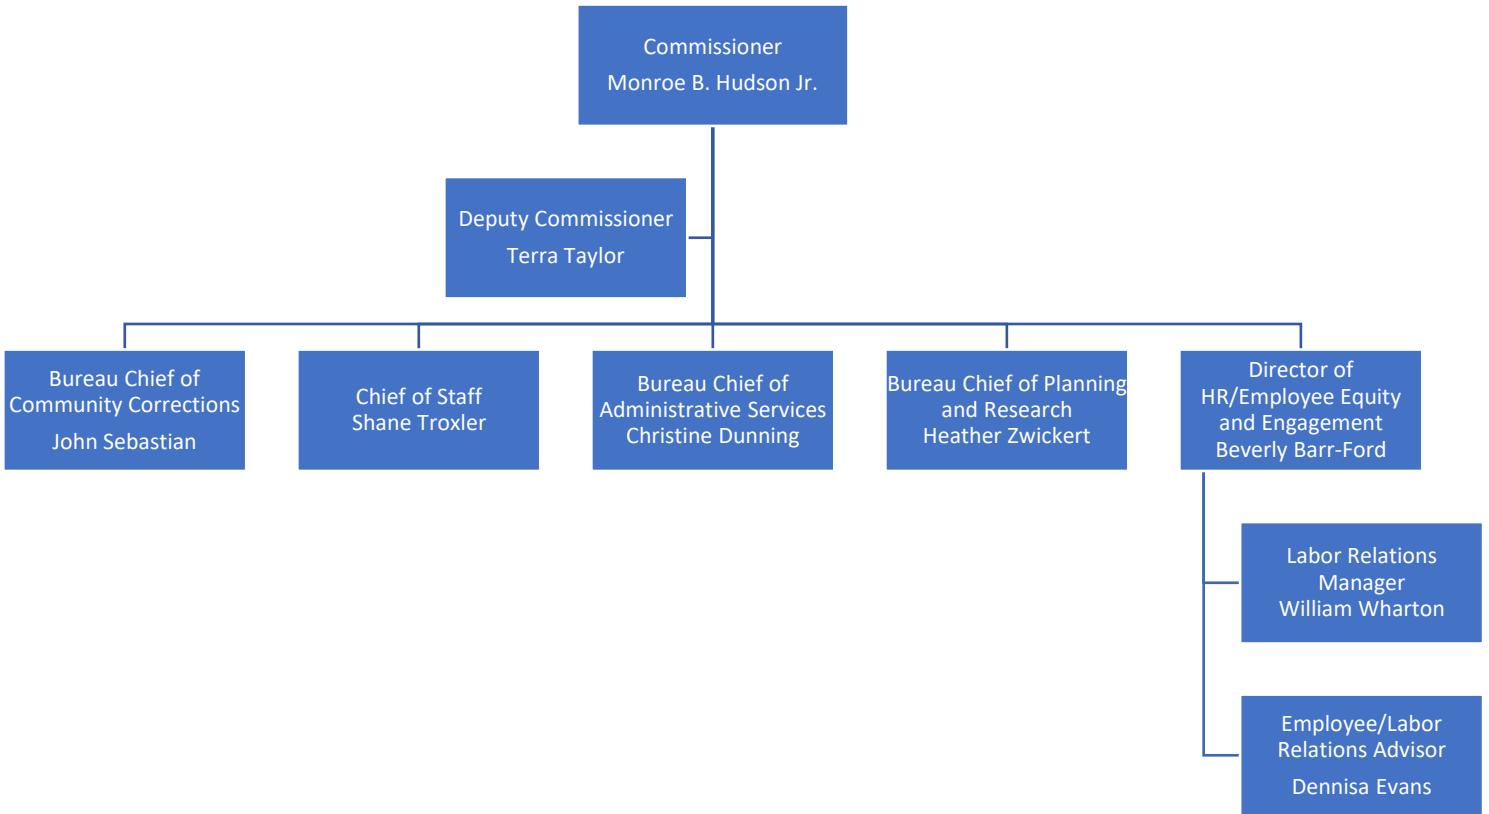 Commissioner
Monroe B. Hudson Jr.
Deputy Commissioner
Terra Taylor
Bureau Chief of
Community Corrections
John Sebastian
Chief of Staff
Shane Troxler
Bureau Chief of
Administrative Services
Christine Dunning
Bureau Chief of Planning
and Research
Heather Zwickert
Director of
HR/Employee Equity
and Engagement
Beverly Barr-Ford
Labor Relations
Manager
William Wharton
Employee/Labor
Relations Advisor
Dennisa Evans